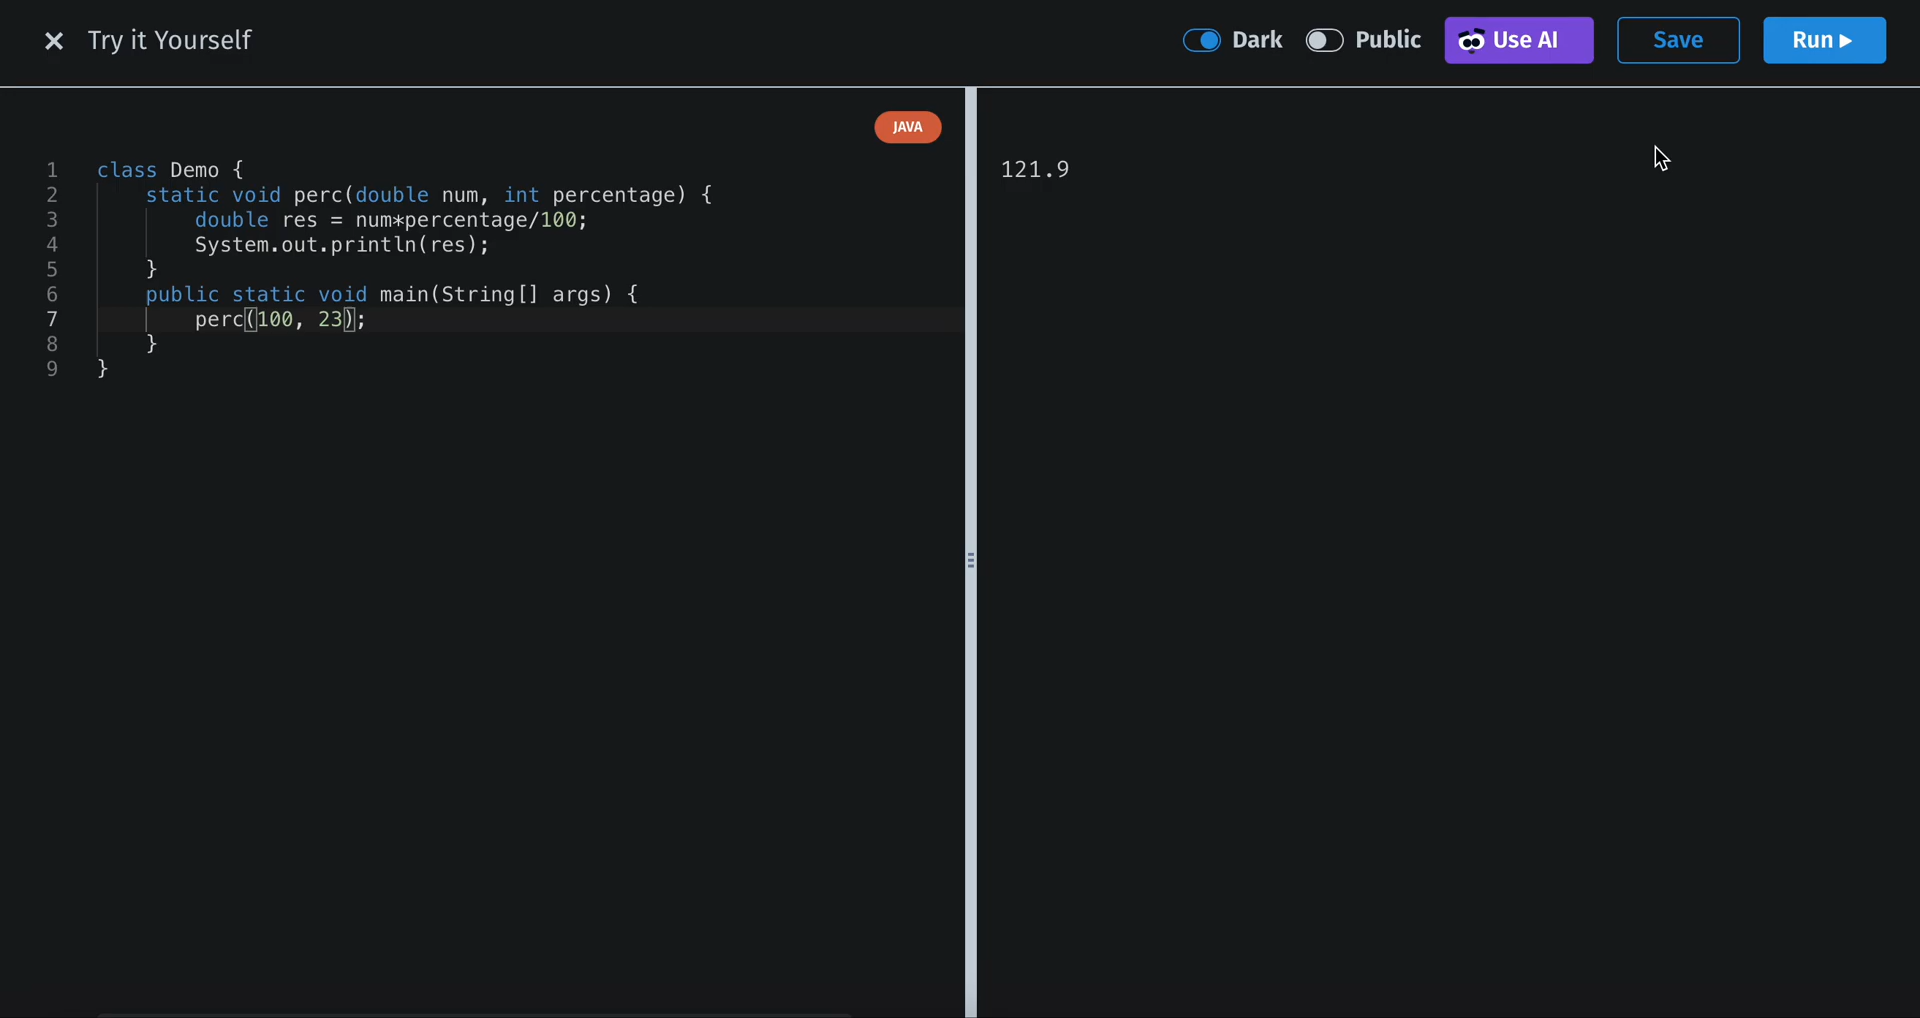 Try it Yourself
Dark
Public
Use AI
Save
Run
JAVA
1 class Demo {
2 static void perc(double num, int percentage) {
3 double res = num*percentage/100;
4 System.out.println(res);
5 }
6 public static void main(String[] args) {
7 perc(100, 23);
8 }
9 }
121.9